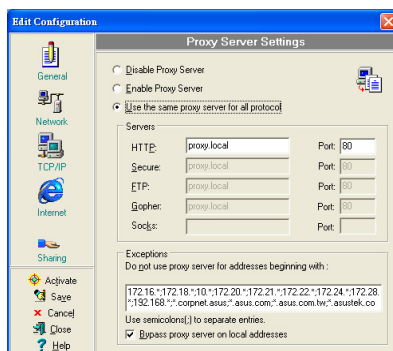 Edit Configuration
Proxy Server Settings
General
Network
TCP/IP
Internet
Sharing
Activate
Save
Cancel
Close
Help
Disable Proxy Server
Enable Proxy Server
Use the same proxy server for all protocol
Servers
HTTP: proxy.local Port: 80
Secure: proxy.local Port: 80
FTP: proxy.local Port: 80
Gopher: proxy.local Port: 80
Socks: Port:
Exceptions
Do not use proxy server for addresses beginning with :
172.16.*;172.18.*;10.*;172.20.*;172.21.*;172.22.*;172.24.*;172.28
.*;192.168.*;*.corpnet.asus;*.asus.com;*.asus.com.tw;*.asustek.co
Use semicolons(;) to separate entries.
Bypass proxy server on local addresses